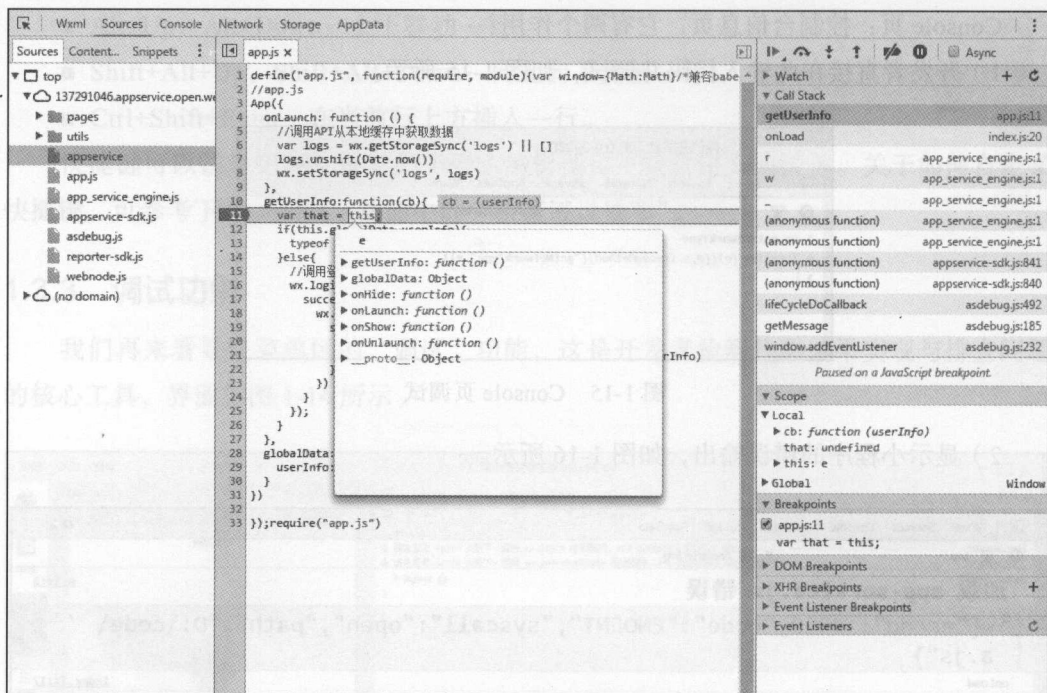 Wxml Sources Console Network Storage AppData
Sources Content... Snippets
top
137291046.appservice.open.we
pages
utils
appservice
app.js
app_service_engine.js
appservice-sdk.js
asdebug.js
reporter-sdk.js
webnode.js
(no domain)
app.js ×
1 define("app.js", function(require, module){var window={Math:Math}/*兼容babe
2 //app.js
3 App({
4 onLaunch: function () {
5 //调用API从本地缓存中获取数据
6 var logs = wx.getStorageSync('logs') || []
7 logs.unshift(Date.now())
8 wx.setStorageSync('logs', logs)
9 },
10 getUserInfo:function(cb){ cb = (userInfo)
11 var that = this;
12 if(this.globalData.userInfo){
13 typeof
14 }else{
15 //调用登
16 wx.logi
17 succe
18 wx.
19 s
20
21 rInfo)
22 }
23 })
24 }
25 });
26 }
27 },
28 globalData:
29 userInfo:
30 }
31 })
32
33 });require("app.js")
e
getUserInfo: function ()
globalData: Object
onHide: function ()
onLaunch: function ()
onShow: function ()
onUnlaunch: function ()
__proto__: Object
Async
Watch
Call Stack
getUserInfo app.js:11
onLoad index.js:20
r app_service_engine.js:1
w app_service_engine.js:1
_ app_service_engine.js:1
(anonymous function) app_service_engine.js:1
(anonymous function) app_service_engine.js:1
(anonymous function) appservice-sdk.js:841
(anonymous function) appservice-sdk.js:840
lifeCycleDoCallback asdebug.js:492
getMessage asdebug.js:185
window.addEventListener asdebug.js:232
Paused on a JavaScript breakpoint.
Scope
Local
cb: function (userInfo)
that: undefined
this: e
Global Window
Breakpoints
app.js:11
var that = this;
DOM Breakpoints
XHR Breakpoints
Event Listener Breakpoints
Event Listeners